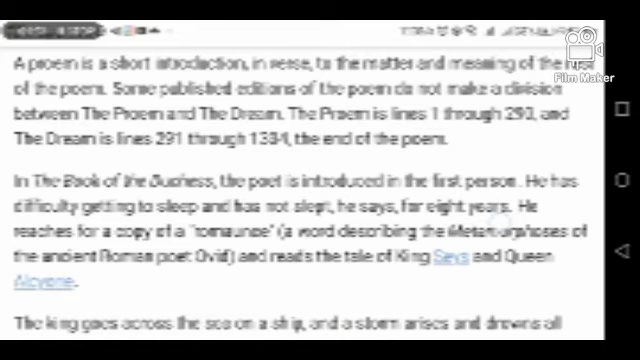 Film Maker
A proem is a short introduction, in verse, to the matter and meaning of the rest
of the poem. Some published editions of the poem do not make a division
between The Proem and The Dream. The Proem is lines 1 through 290, and
The Dream is lines 291 through 1334, the end of the poem.
In The Book of the Duchess, the poet is introduced in the first person. He has
difficulty getting to sleep and has not slept, he says, for eight years. He
reaches for a copy of a "romaunce" (a word describing the Metamorphoses of
the ancient Roman poet Ovid) and reads the tale of King Seys and Queen
Alcyone.
The king goes across the sea on a ship, and a storm arises and drowns all